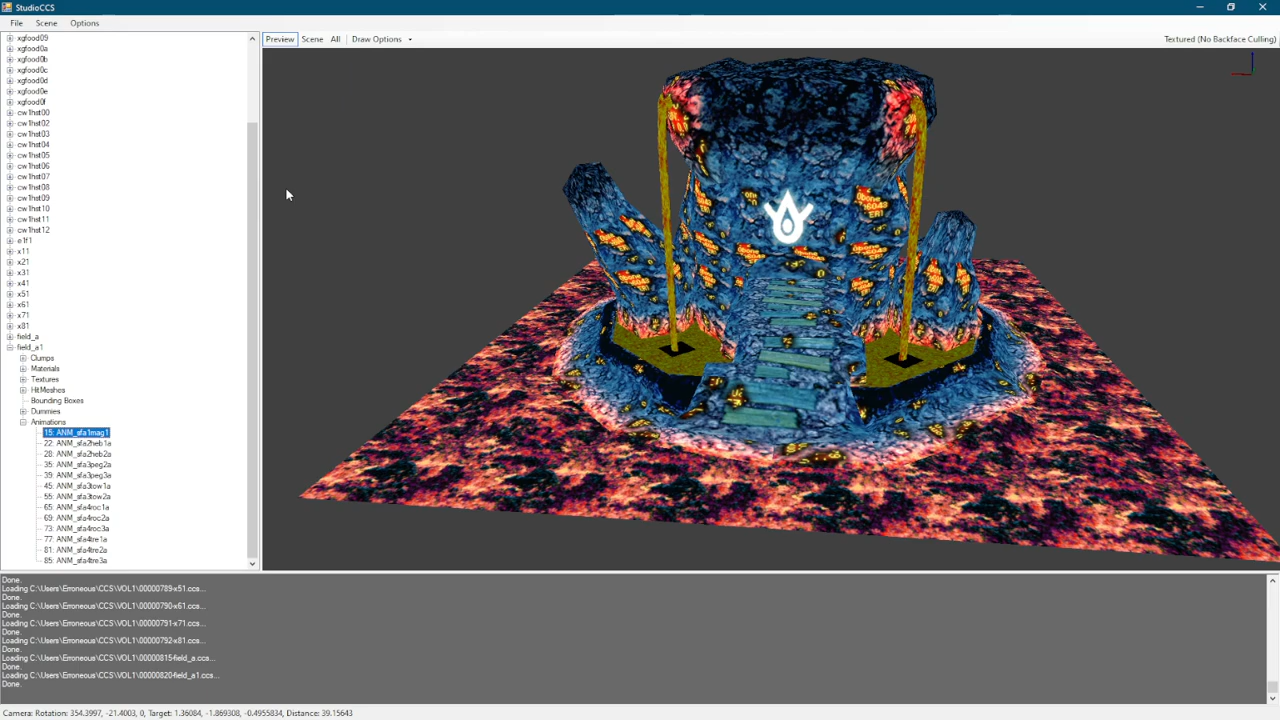 StudioCCS
File Scene Options
Preview Scene All Draw Options Textured (No Backface Culling)
xgfood09
xgfood0a
xgfood0b
xgfood0c
xgfood0d
xgfood0e
xgfood0f
cw1hst00
cw1hst02
cw1hst03
cw1hst04
cw1hst05
cw1hst06
cw1hst07
cw1hst08
cw1hst09
cw1hst10
cw1hst11
cw1hst12
e1f1
x11
x21
x31
x41
x51
x61
x71
x81
field_a
field_a1
Clumps
Materials
Textures
HitMeshes
Bounding Boxes
Dummies
Animations
15: ANM_sfa1mag1
22: ANM_sfa2heb1a
28: ANM_sfa2heb2a
35: ANM_sfa3peg2a
39: ANM_sfa3peg3a
45: ANM_sfa3tow1a
55: ANM_sfa3tow2a
65: ANM_sfa4roc1a
69: ANM_sfa4roc2a
73: ANM_sfa4roc3a
77: ANM_sfa4tre1a
81: ANM_sfa4tre2a
85: ANM_sfa4tre3a
Done.
Loading C:\Users\Erroneous\CCS\VOL1\00000789-x51.ccs...
Done.
Loading C:\Users\Erroneous\CCS\VOL1\00000790-x61.ccs...
Done.
Loading C:\Users\Erroneous\CCS\VOL1\00000791-x71.ccs...
Done.
Loading C:\Users\Erroneous\CCS\VOL1\00000792-x81.ccs...
Done.
Loading C:\Users\Erroneous\CCS\VOL1\00000815-field_a.ccs...
Done.
Loading C:\Users\Erroneous\CCS\VOL1\00000820-field_a1.ccs...
Done.
Camera: Rotation: 354.3997, -21.4003, 0, Target: 1.36084, -1.869308, -0.4955834, Distance: 39.15643